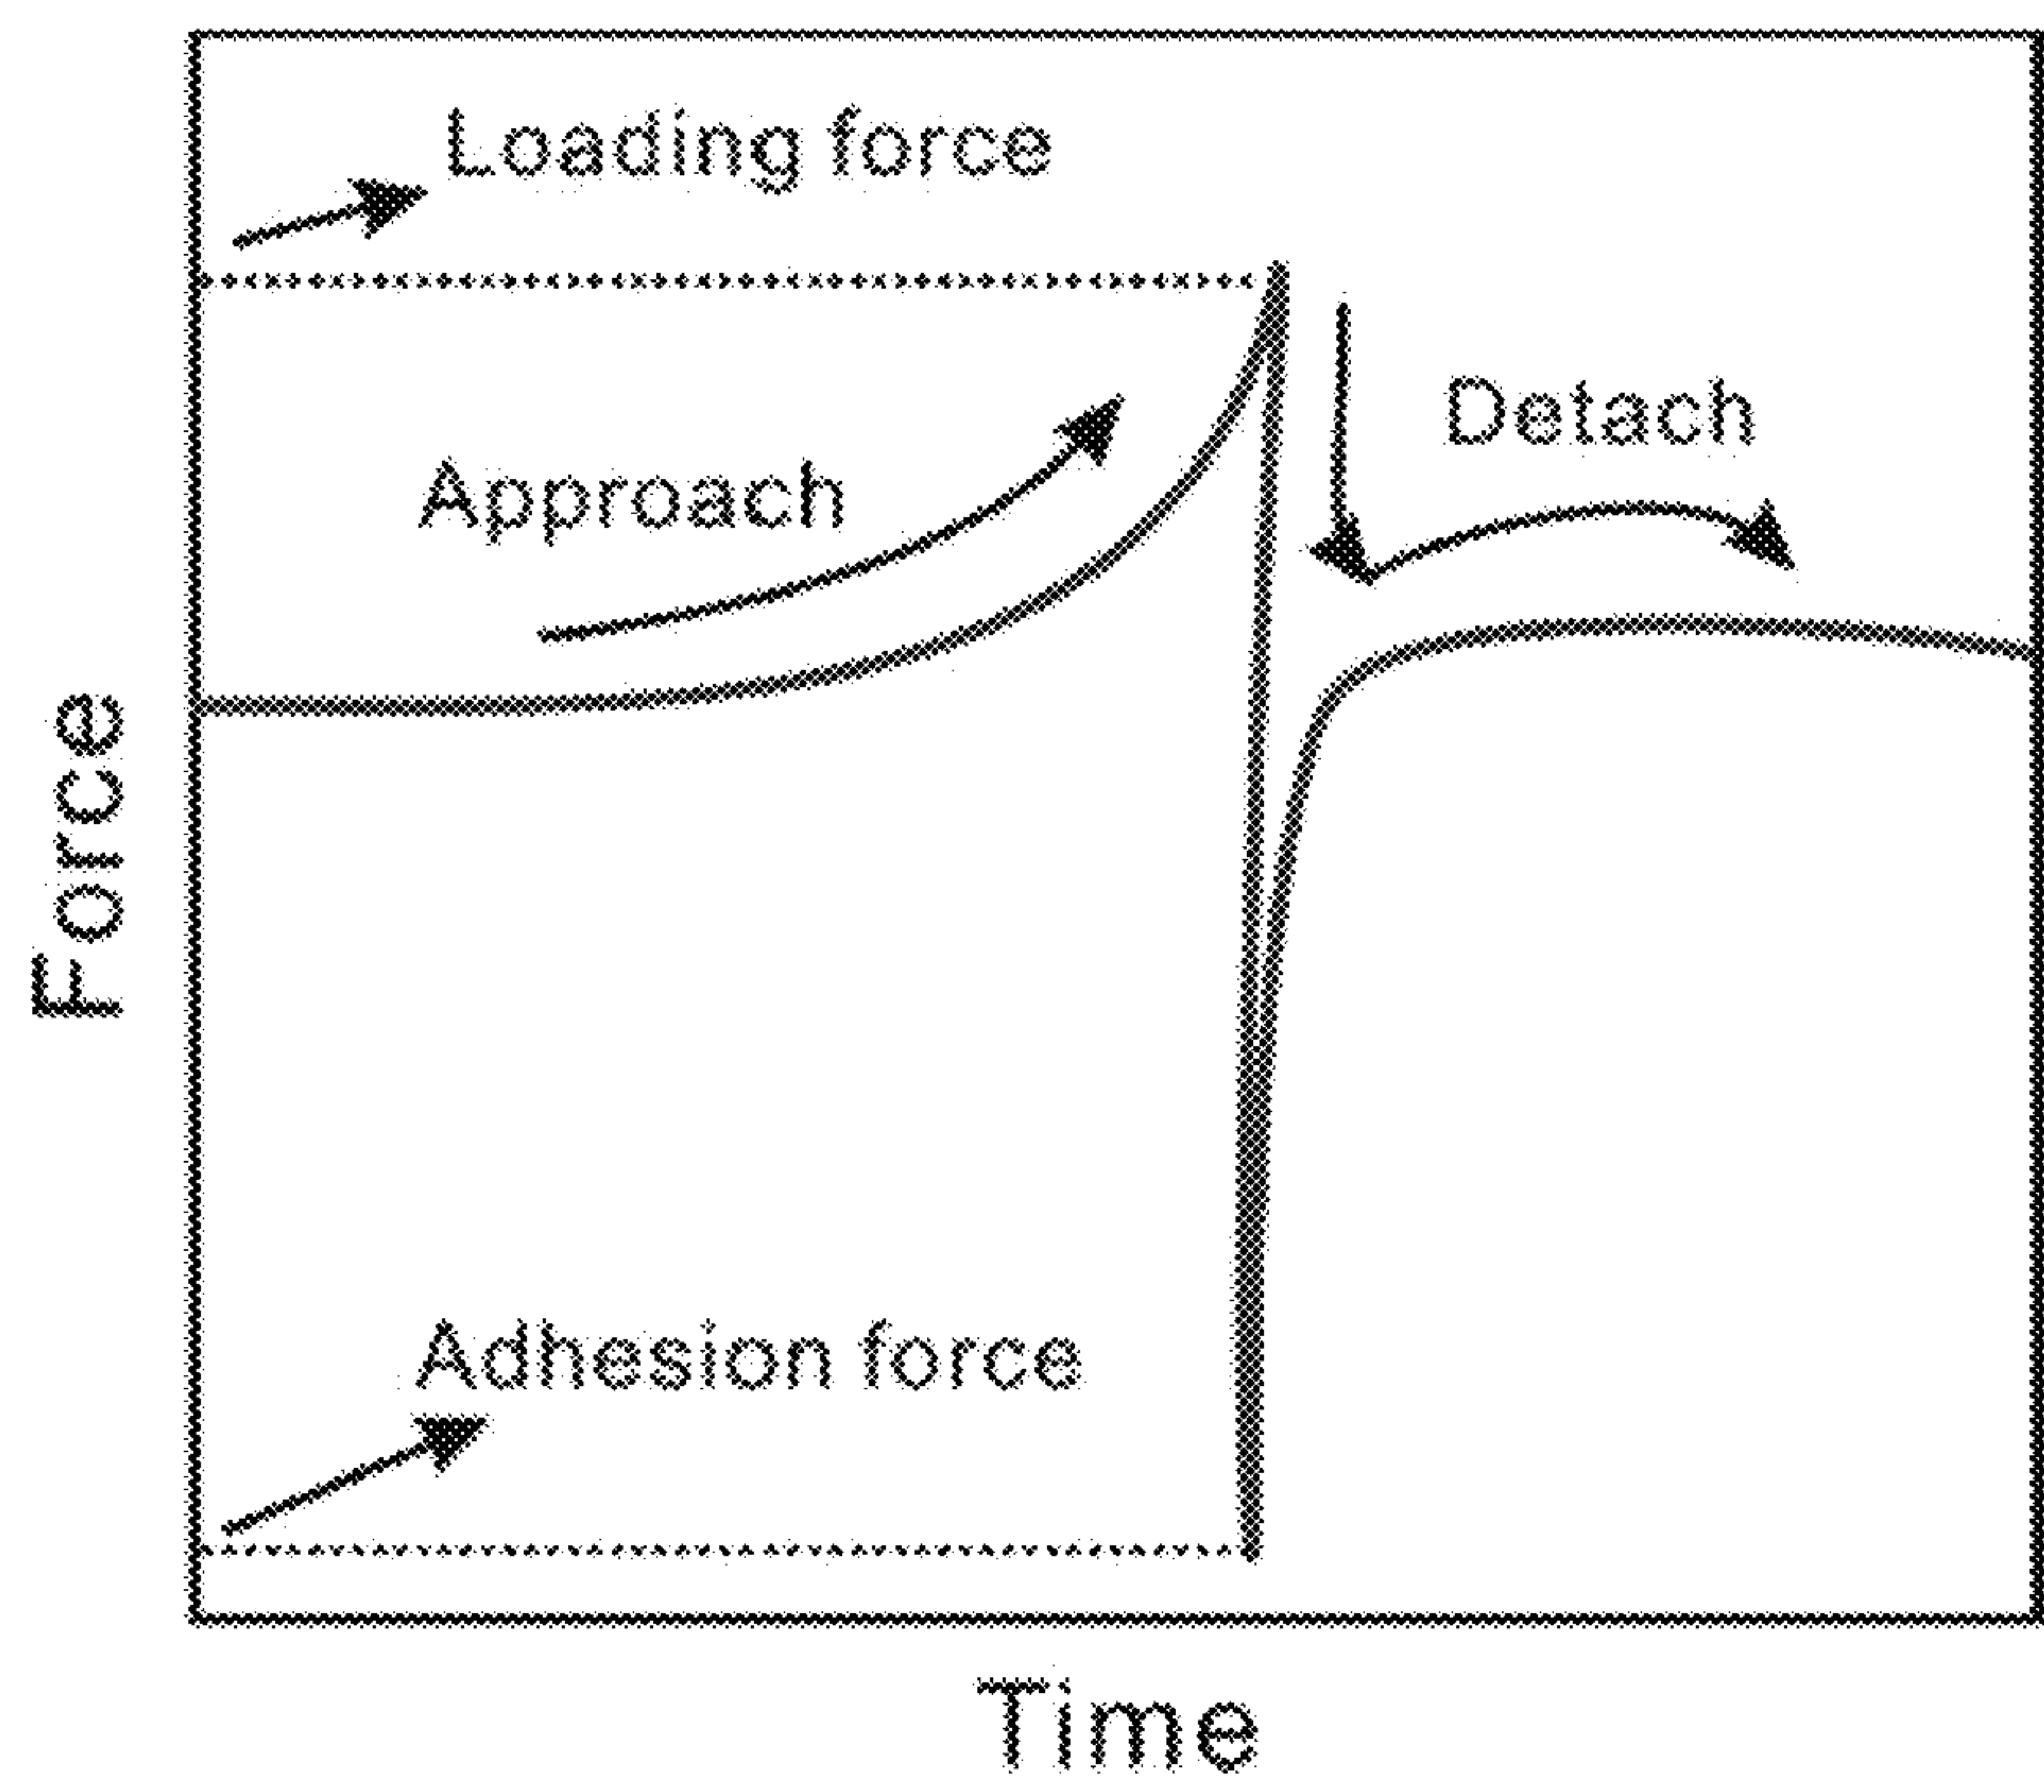 Loading force
Detach
Approach
Force
Adhesion force
Time